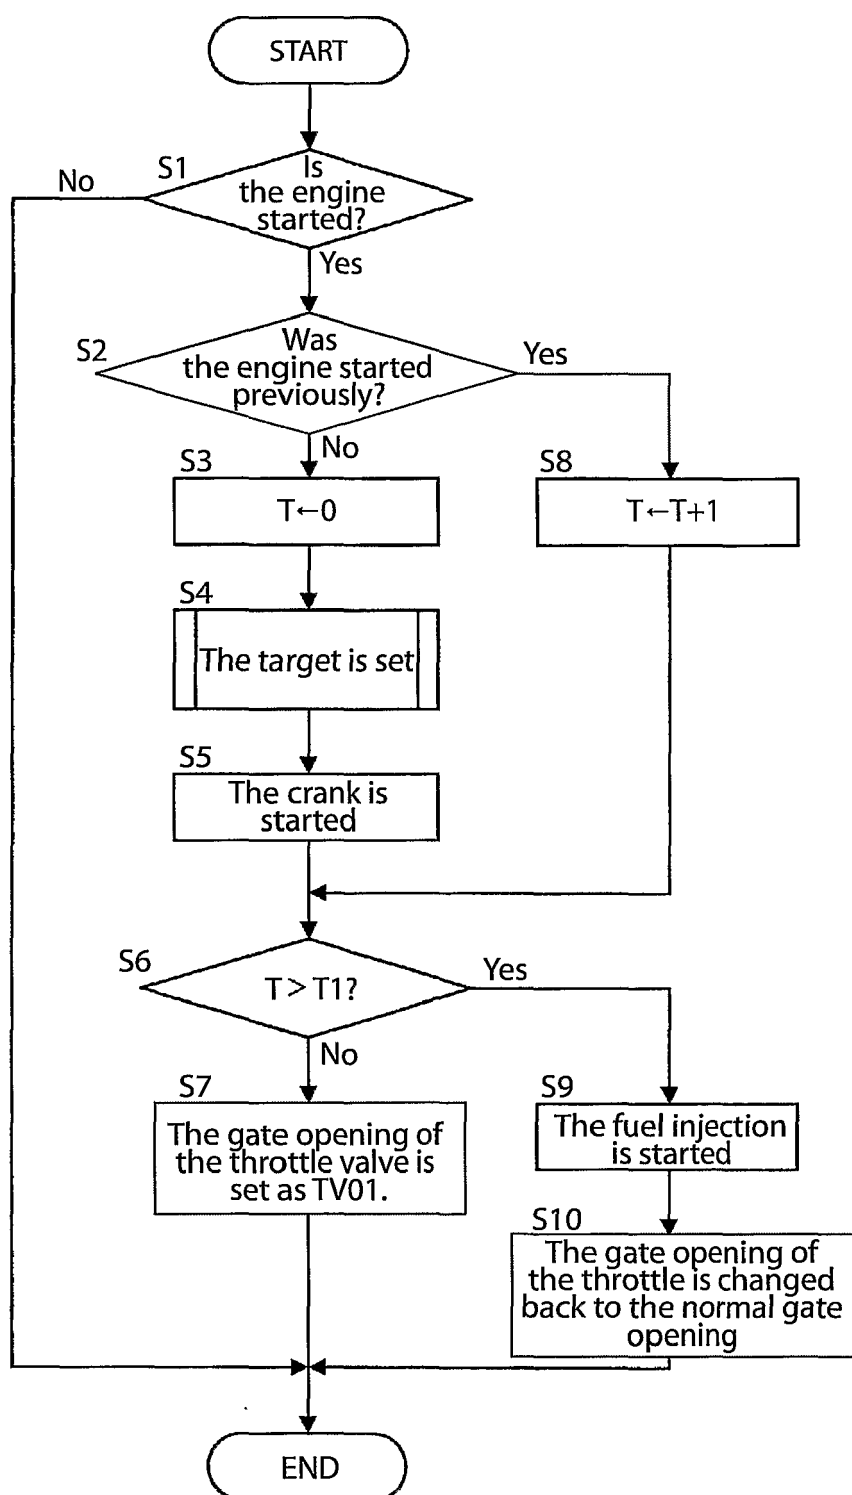 START
S1
No
Is
the engine
started?
Yes
S2
Was
the engine started
previously?
Yes
No
S3
T←0
S8
T←T+1
S4
The target is set
S5
The crank is
started
S6
T>T1?
Yes
No
S7
The gate opening of
the throttle valve is
set as TV01.
S9
The fuel injection
is started
S10
The gate opening of
the throttle is changed
back to the normal gate
opening
END